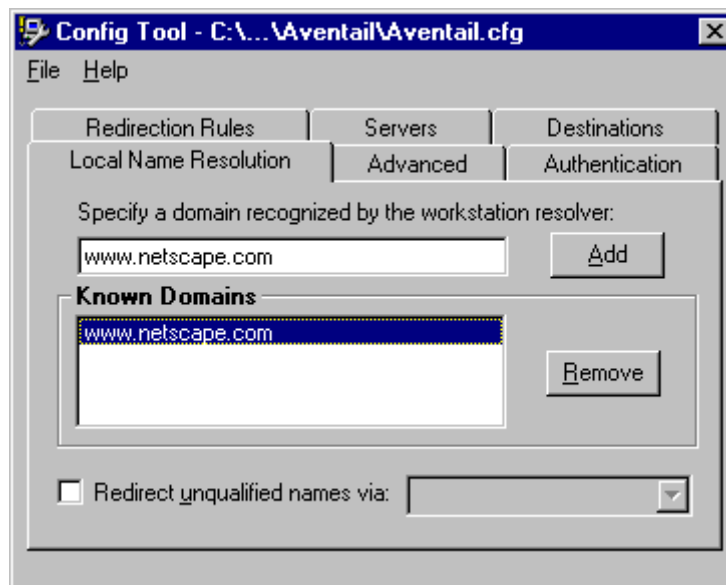 Config Tool - C:\...\Aventail\Aventail.cfg
File Help
Redirection Rules Servers Destinations
Local Name Resolution Advanced Authentication
Specify a domain recognized by the workstation resolver:
www.netscape.com Add
Known Domains
www.netscape.com
Remove
Redirect unqualified names via: